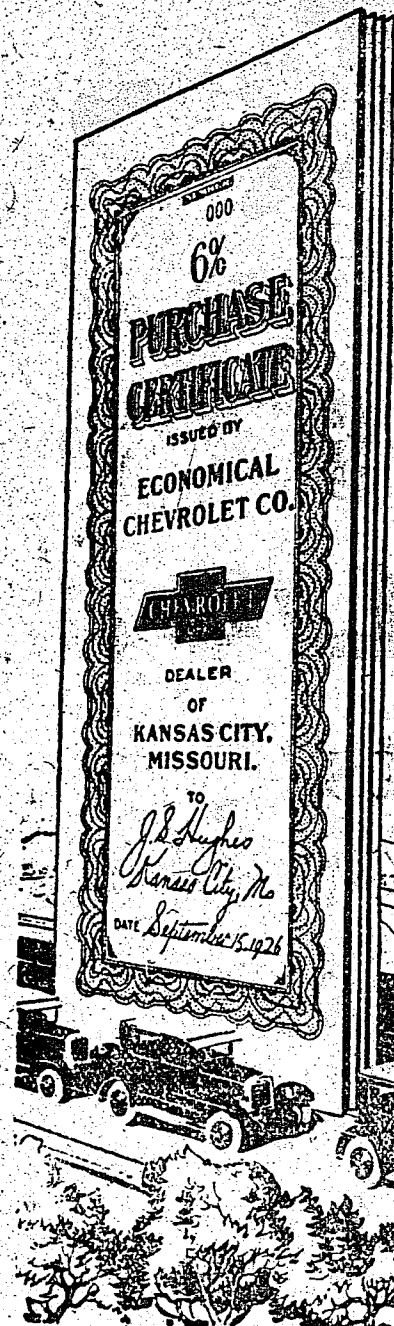 000
6%
PURCHASE
CERTIFICATE
ISSUED BY
ECONOMICAL
CHEVROLET CO.
CHEVROLET
DEALER
OF
KANSAS CITY,
MISSOURI.
TO
J.S. Hughes
Kansas City, Mo
DATE September 15, 1926